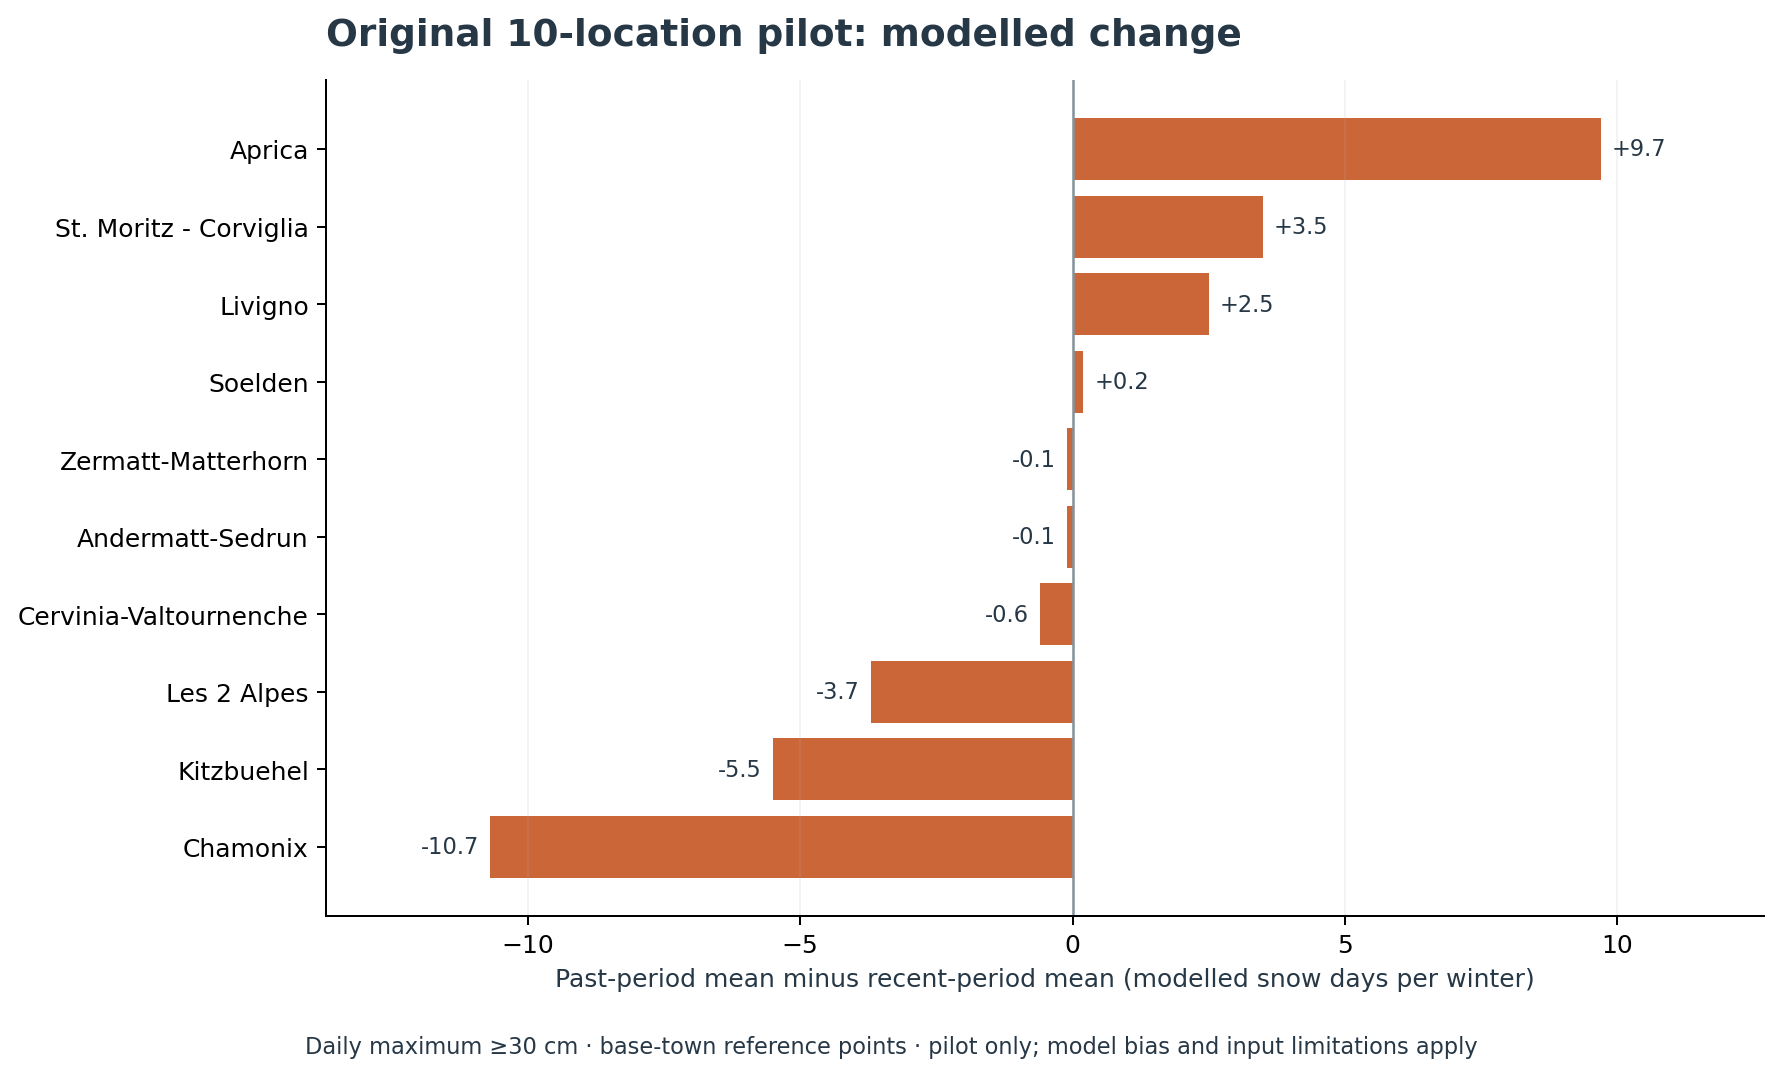 Original 10-location pilot: modelled change
Aprica
+9.7
St. Moritz - Corviglia
+3.5
Livigno
+2.5
Soelden
+0.2
Zermatt-Matterhorn
-0.1
Andermatt-Sedrun
-0.1
Cervinia-Valtournenche
-0.6
Les 2 Alpes
-3.7
Kitzbuehel
-5.5
Chamonix
-10.7
−10 −5 0 5 10
Past-period mean minus recent-period mean (modelled snow days per winter)
Daily maximum ≥30 cm · base-town reference points · pilot only; model bias and input limitations apply